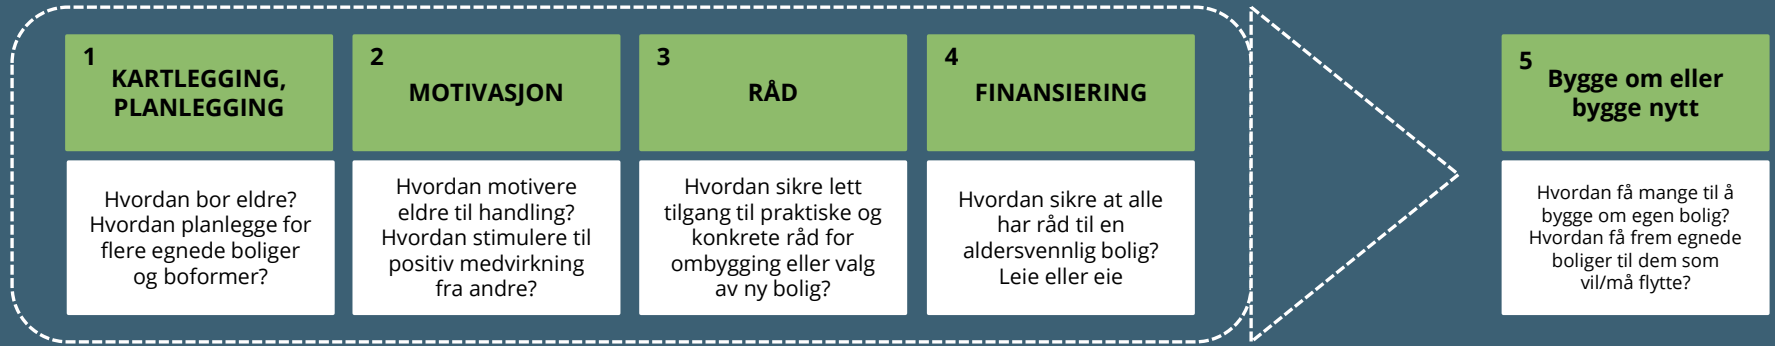 1
KARTLEGGING,
PLANLEGGING
Hvordan bor eldre?
Hvordan planlegge for
flere egnede boliger
og boformer?
2
MOTIVASJON
Hvordan motivere
eldre til handling?
Hvordan stimulere til
positiv medvirkning
fra andre?
3
RÅD
Hvordan sikre lett
tilgang til praktiske og
konkrete råd for
ombygging eller valg
av ny bolig?
4
FINANSIERING
Hvordan sikre at alle
har råd til en
aldersvennlig bolig?
Leie eller eie
5
Bygge om eller
bygge nytt
Hvordan få mange til å
bygge om egen bolig?
Hvordan få frem egnede
boliger til dem som
vil/må flytte?